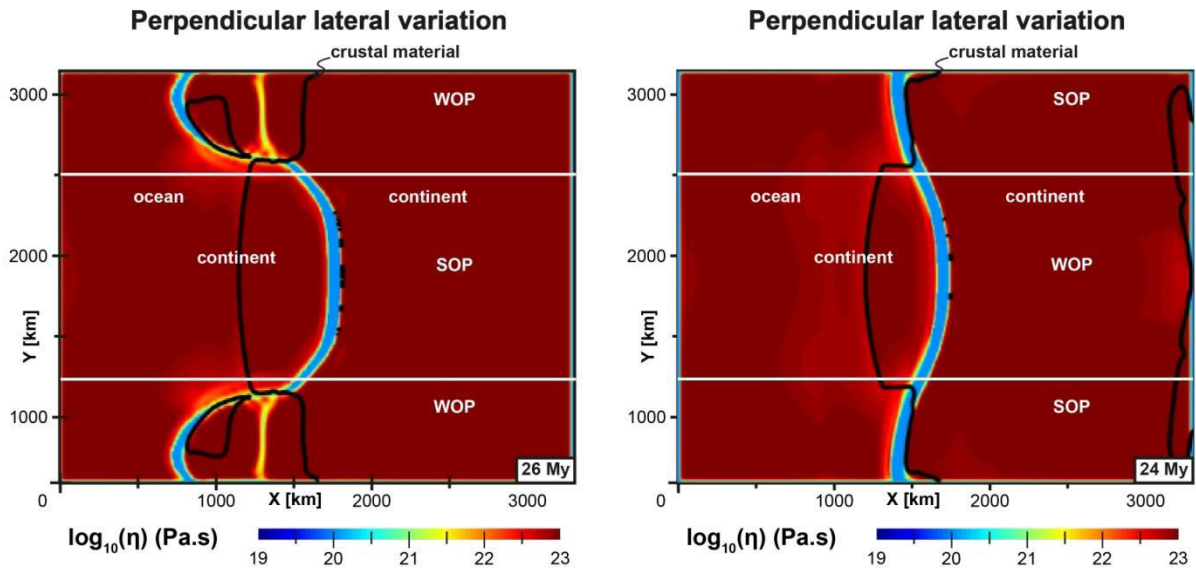 Perpendicular lateral variation
crustal material
3000
WOP
ocean
continent
continent
2000
SOP
Y [km]
1000
WOP
26 My
0
1000
X [km]
2000
3000
log10(η) (Pa.s)
19
20
21
22
23
Perpendicular lateral variation
crustal material
3000
SOP
ocean
continent
continent
2000
WOP
Y [km]
1000
SOP
24 My
0
1000
X [km]
2000
3000
log10(η) (Pa.s)
19
20
21
22
23